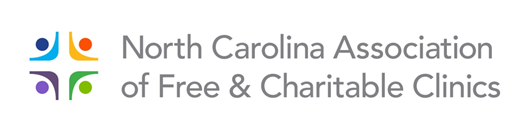 North Carolina Association
of Free & Charitable Clinics